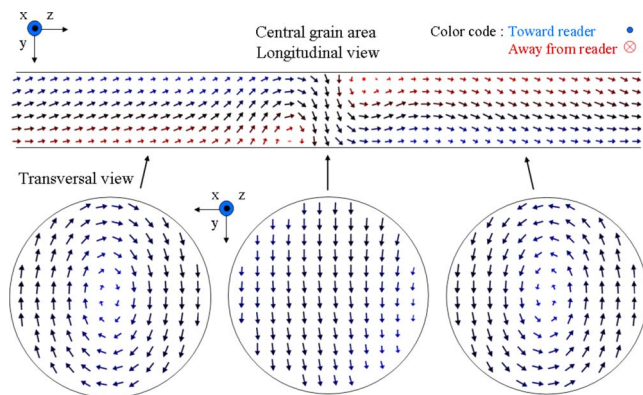 x z
y
Central grain area
Longitudinal view
Color code : Toward reader
Away from reader
Transversal view
x z
y